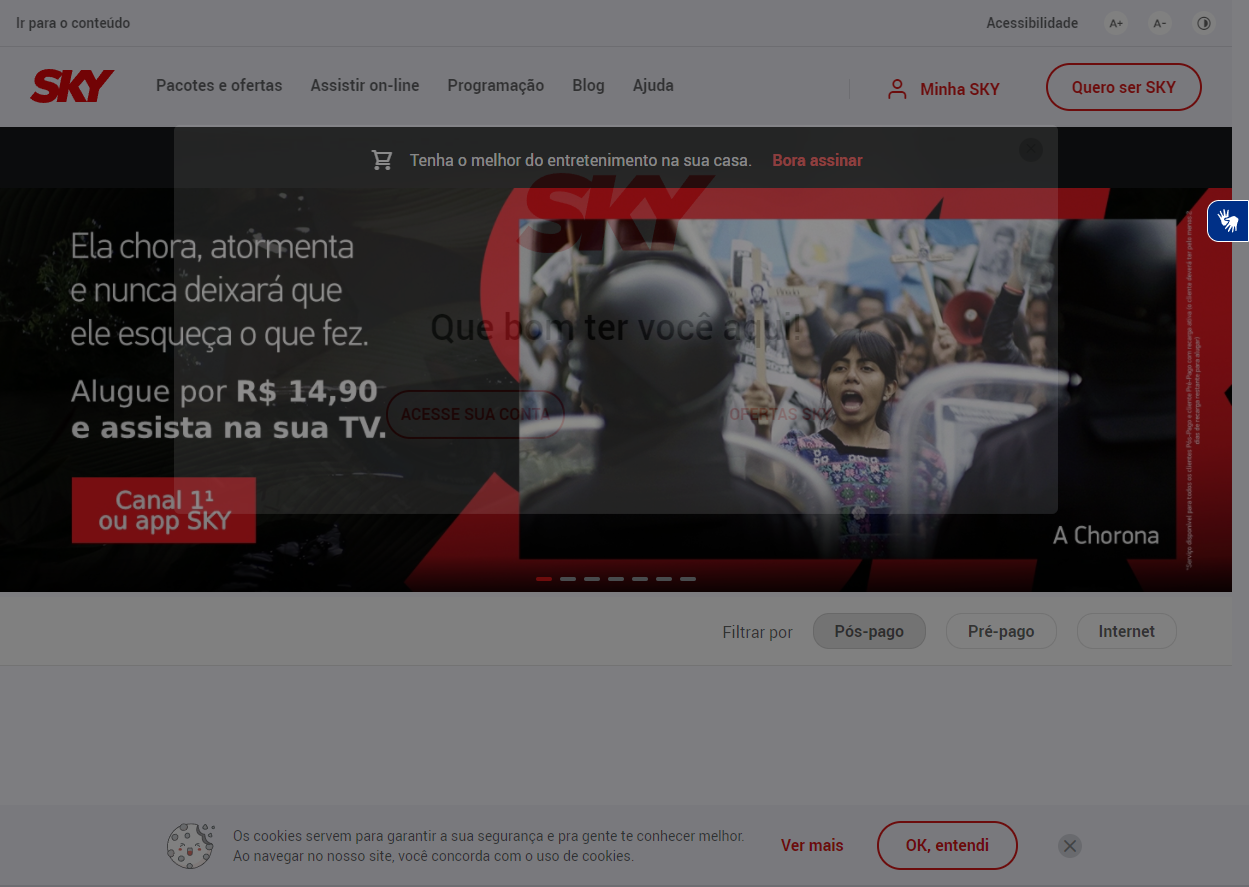 Ir para o conteúdo
Acessibilidade
A+
A-
SKY
Pacotes e ofertas
Assistir on-line
Programação
Blog
Ajuda
Minha SKY
Quero ser SKY
Tenha o melhor do entretenimento na sua casa.
Bora assinar
SKY
Ela chora, atormenta
e nunca deixará que
ele esqueça o que fez.
Que bom ter você aqui!
Alugue por R$ 14,90
e assista na sua TV.
ACESSE SUA CONTA
OFERTAS SKY
Canal 1¹
ou app SKY
A Chorona
Filtrar por
Pós-pago
Pré-pago
Internet
Os cookies servem para garantir a sua segurança e pra gente te conhecer melhor.
Ao navegar no nosso site, você concorda com o uso de cookies.
Ver mais
OK, entendi